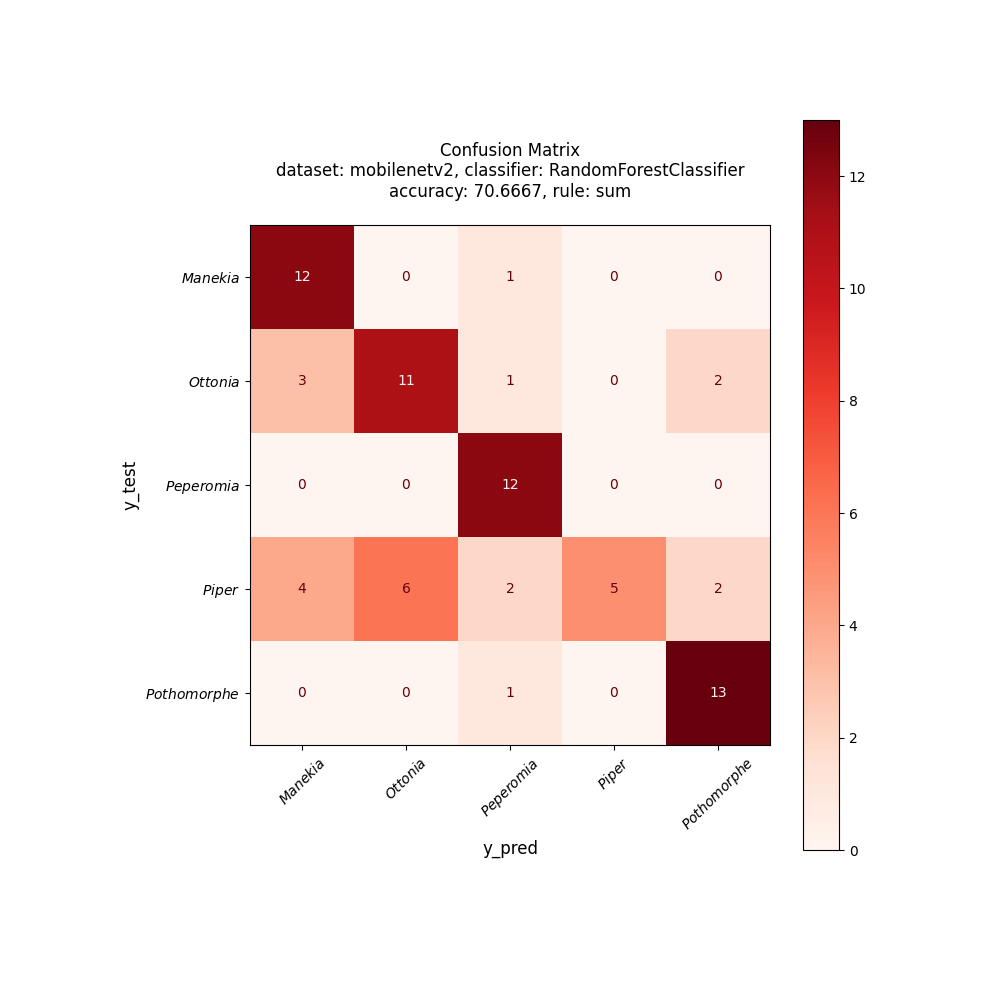 Confusion Matrix
dataset: mobilenetv2, classifier: RandomForestClassifier
accuracy: 70.6667, rule: sum
Manekia 12 0 1 0 0
Ottonia 3 11 1 0 2
Peperomia 0 0 12 0 0
Piper 4 6 2 5 2
Pothomorphe 0 0 1 0 13
Manekia Ottonia Peperomia Piper Pothomorphe
y_test
y_pred
12
10
8
6
4
2
0